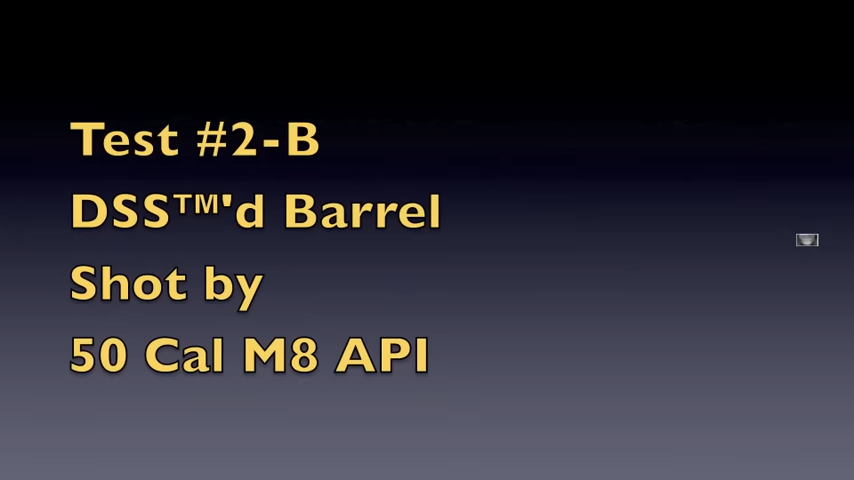 Test #2-B
DSS™'d Barrel
Shot by
50 Cal M8 API